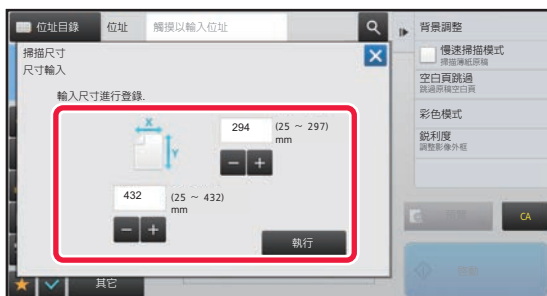 位址目錄 位址 觸摸以輸入位址
掃描尺寸
尺寸輸入
輸入尺寸進行登錄.
X
Y
294 (25 ~ 297)
mm
432 (25 ~ 432)
mm
執行
其它
背景調整
慢速掃描模式
掃描薄紙原稿
空白頁跳過
跳過原稿空白頁
彩色模式
銳利度
調整影像外框
CA